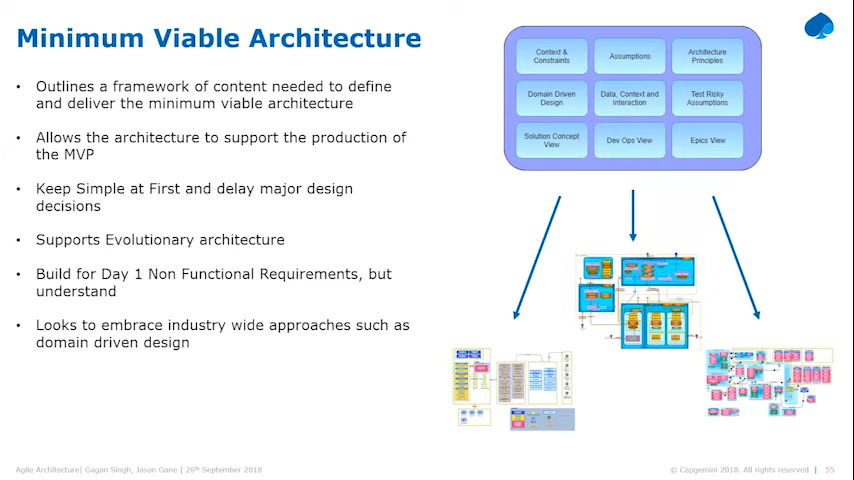 Minimum Viable Architecture
• Outlines a framework of content needed to define
and deliver the minimum viable architecture
• Allows the architecture to support the production of
the MVP
• Keep Simple at First and delay major design
decisions
• Supports Evolutionary architecture
• Build for Day 1 Non Functional Requirements, but
understand
• Looks to embrace industry wide approaches such as
domain driven design
Context &
Constraints
Assumptions
Architecture
Principles
Domain Driven
Design
Data, Context and
Interaction
Test Risky
Assumptions
Solution Concept
View
Dev Ops View
Epics View
Agile Architecture| Gagan Singh, Jason Gane | 26th September 2018
© Capgemini 2018. All rights reserved | 55